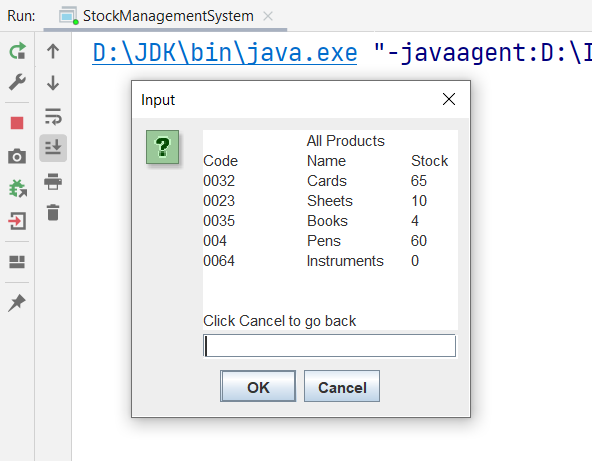 Run: StockManagementSystem
D:\JDK\bin\java.exe "-javaagent:D:\I
Input
All Products
Code Name Stock
0032 Cards 65
0023 Sheets 10
0035 Books 4
004 Pens 60
0064 Instruments 0
Click Cancel to go back
OK Cancel